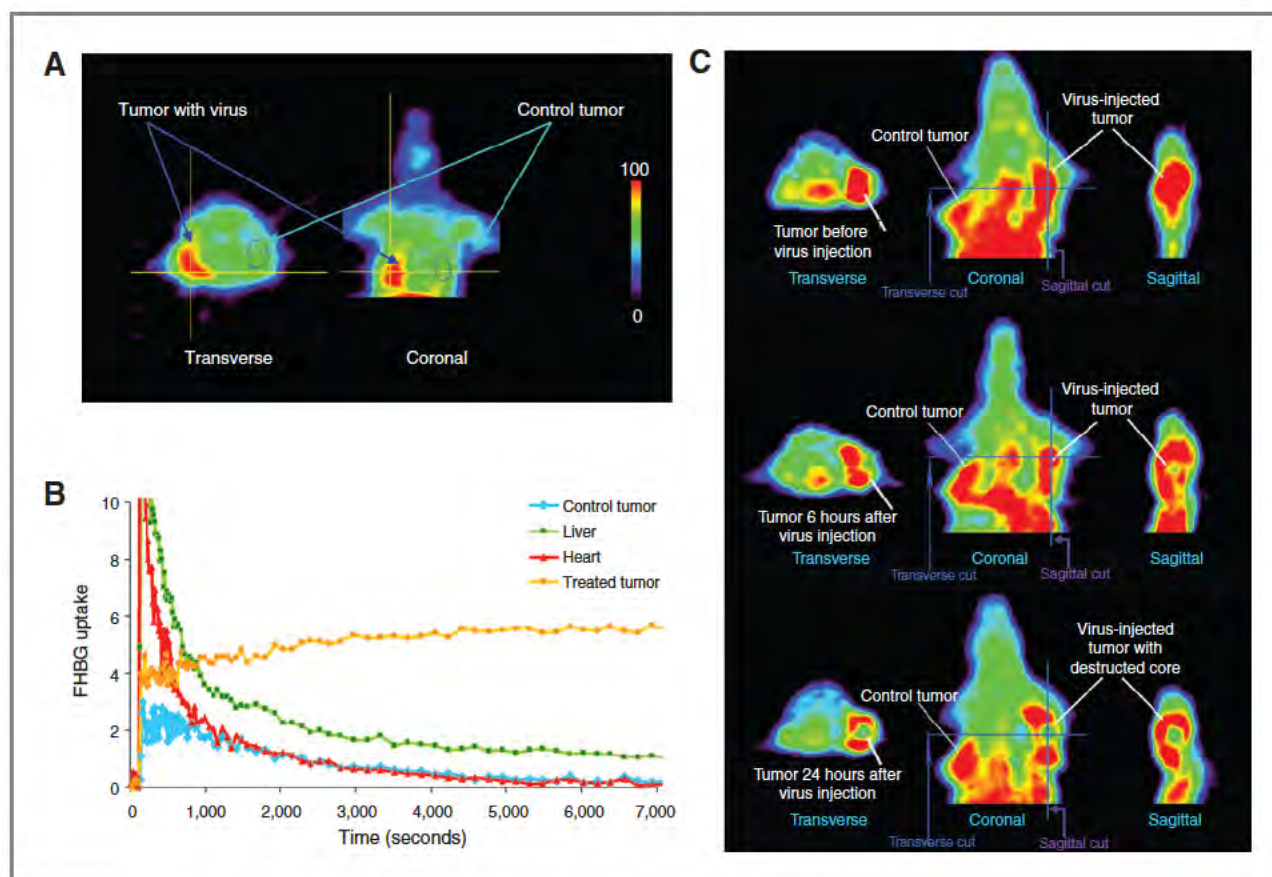 A
Tumor with virus
Control tumor
100
0
Transverse
Coronal
B
10
8
6
4
2
0
FHBG uptake
Control tumor
Liver
Heart
Treated tumor
0
1,000
2,000
3,000
4,000
5,000
6,000
7,000
Time (seconds)
C
Virus-injected
tumor
Control tumor
Tumor before
virus injection
Transverse
Coronal
Sagittal
Transverse cut
Sagittal cut
Virus-injected
tumor
Control tumor
Tumor 6 hours after
virus injection
Transverse
Coronal
Sagittal
Transverse cut
Sagittal cut
Virus-injected
tumor with
destructed core
Control tumor
Tumor 24 hours after
virus injection
Transverse
Coronal
Sagittal
Transverse cut
Sagittal cut